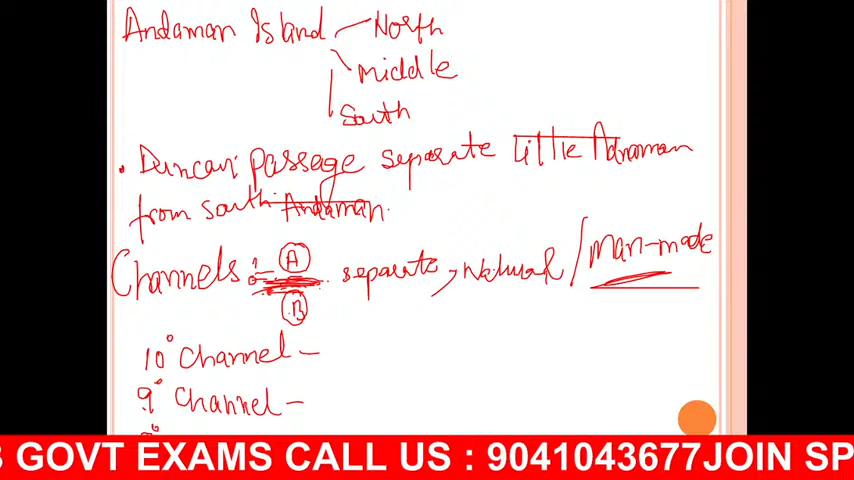 Andaman Island North
Middle
South
. Duncan passage separate Little Adnaman
from south Andaman.
Channels : A separate, Natural / Man-made
B
10° Channel -
9° Channel -
B GOVT EXAMS CALL US : 9041043677JOIN SP